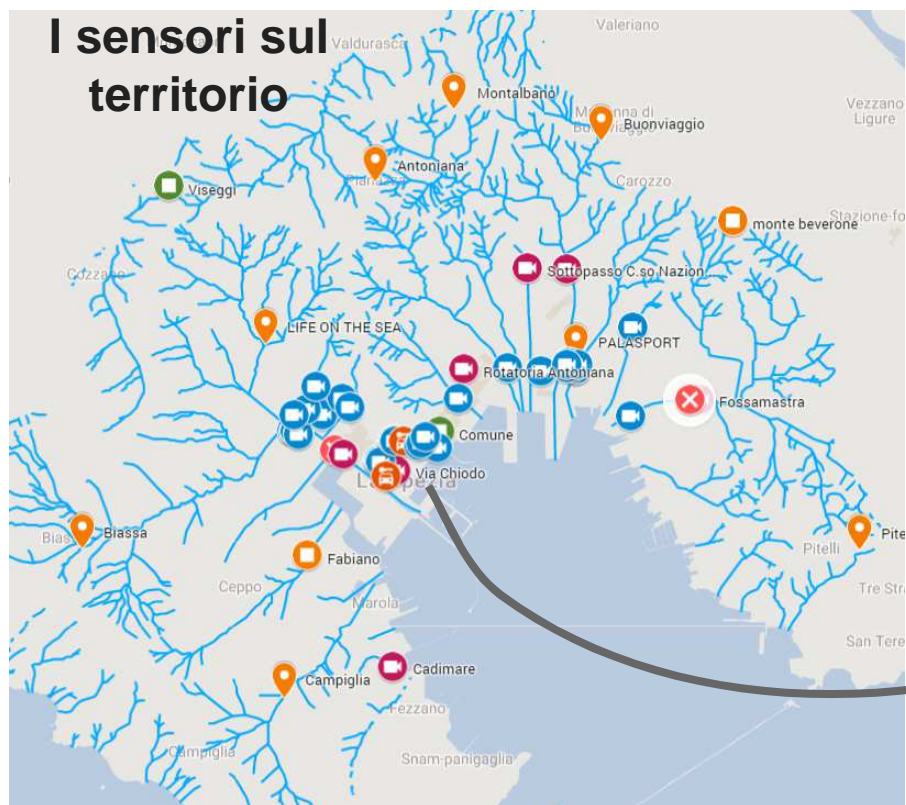 I sensori sul
territorio
Valdurasca
Valeriano
Montalbano
Vezzano
Ligure
Buonviaggio
Antoniana
Carozzo
Viseggi
monte beverone
Cozzano
Sottopasso C.so Nazion...
LIFE ON THE SEA
PALASPORT
Rotatoria Antoniana
Fossamastra
Comune
Via Chiodo
Biassa
Fabiano
Pitelli
Ceppo
Marola
San Tere
Campiglia
Cadimare
Fezzano
Campiglia
Snam-panigaglia